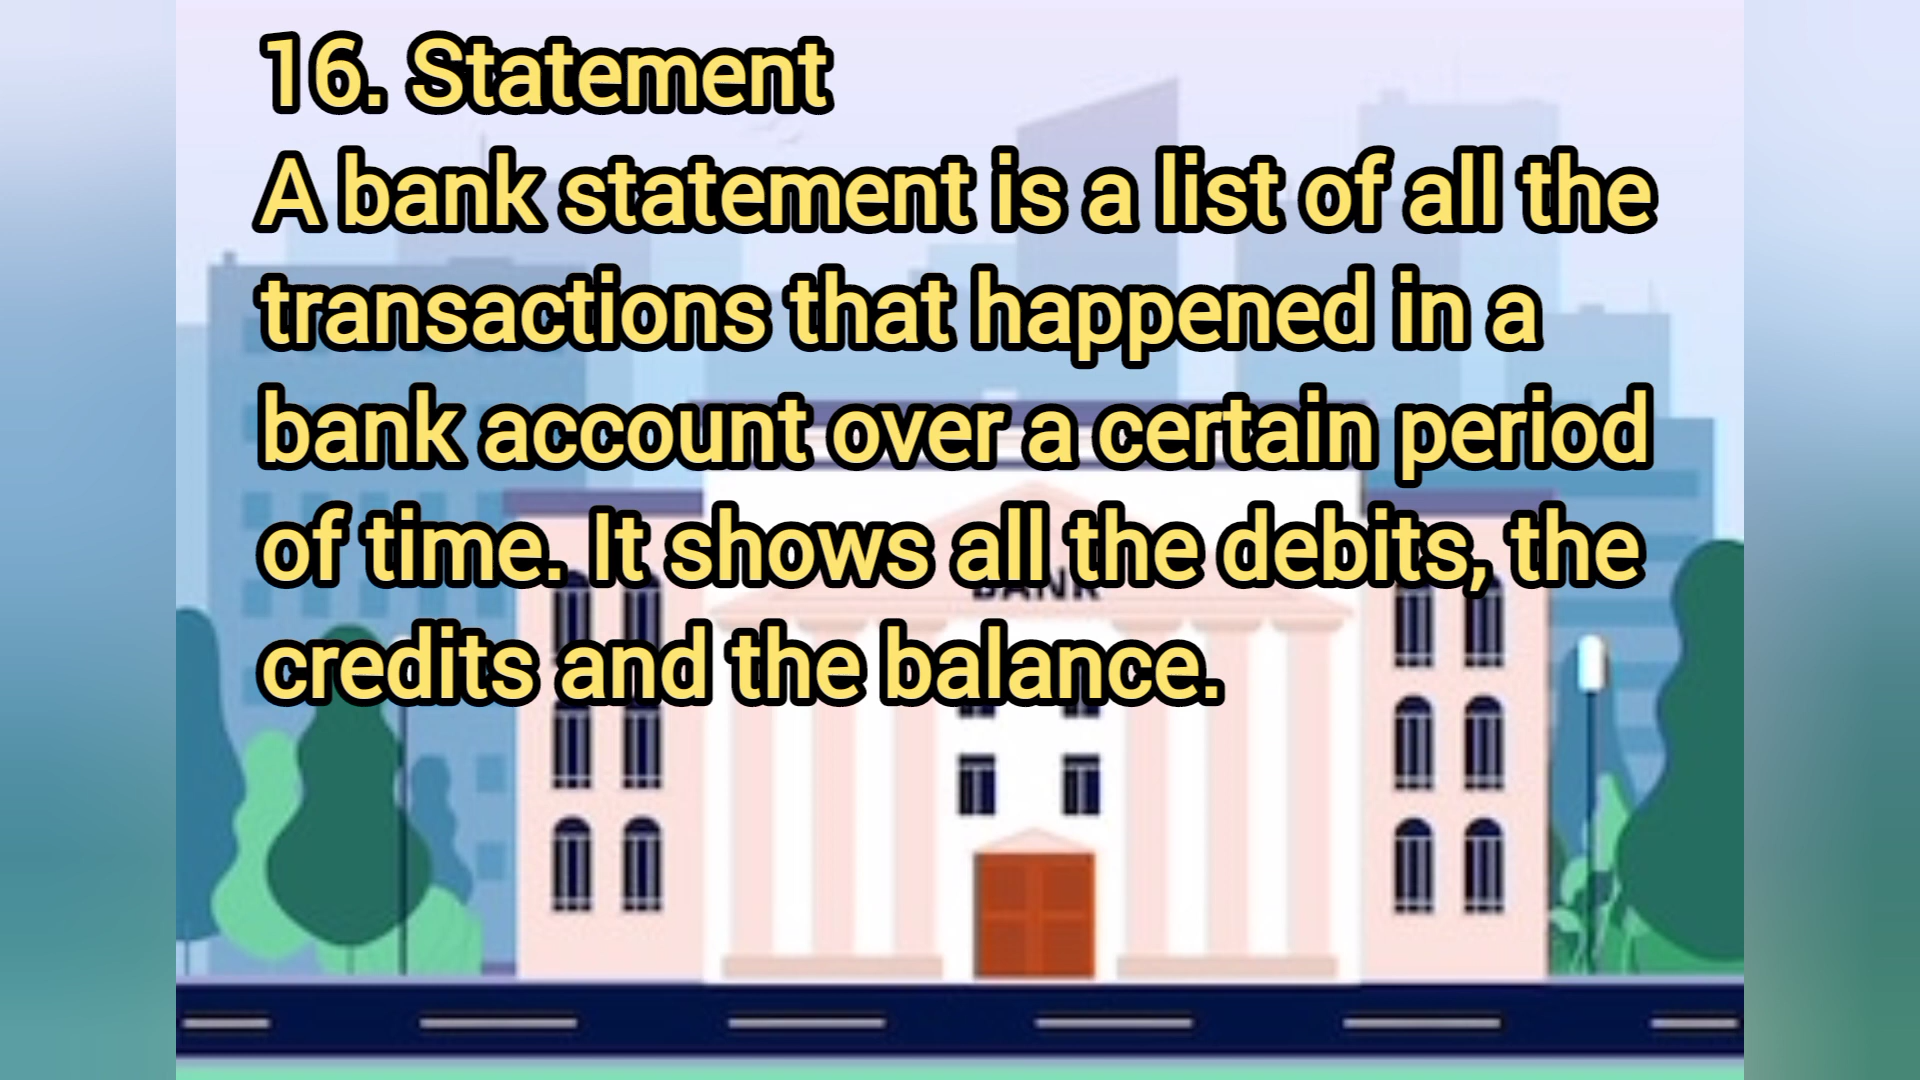 16. Statement
A bank statement is a list of all the
transactions that happened in a
bank account over a certain period
of time. It shows all the debits, the
credits and the balance.
BANK